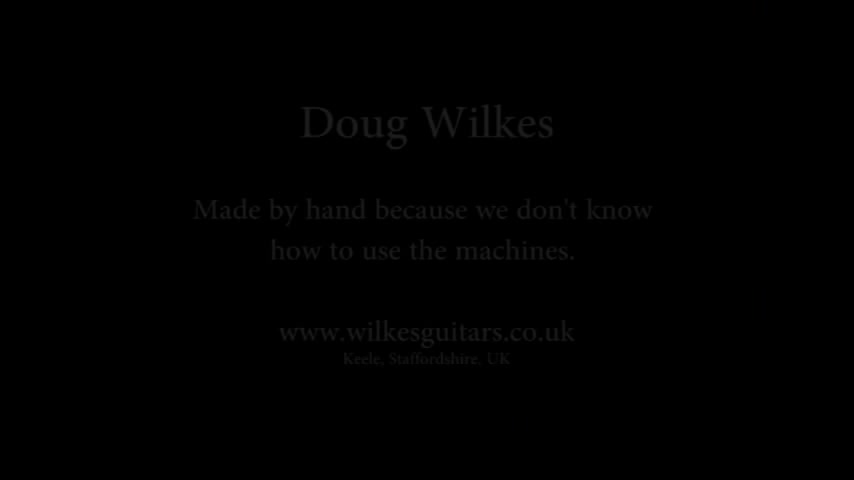 Doug Wilkes
Made by hand because we don't know
how to use the machines.
www.wilkesguitars.co.uk
Keele, Staffordshire. UK